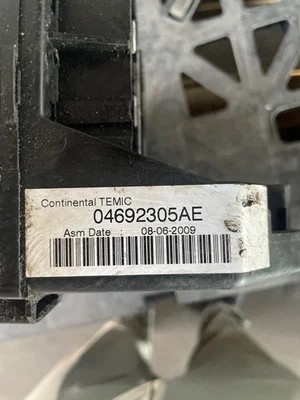 Continental TEMIC
04692305AE
Asm Date : 08-06-2009